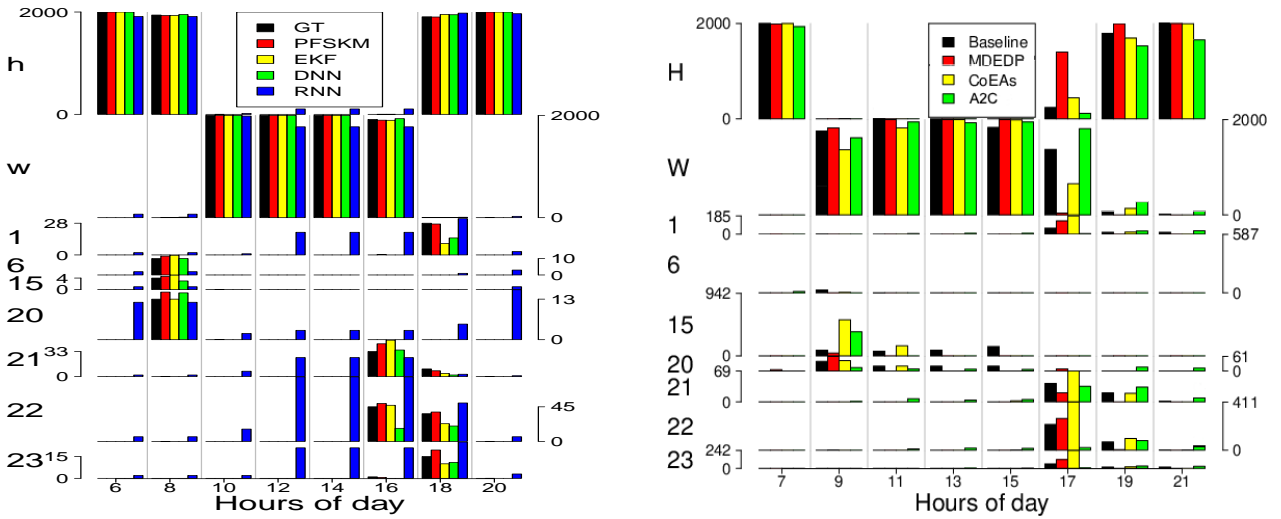 2000
h
0
GT
PFSKM
EKF
DNN
RNN
2000
w
0
28
1
0
6
10
0
4
15
0
20
13
33
21
0
22
45
0
23 15
0
6 8 10 12 14 16 18 20
Hours of day
2000
H
0
Baseline
MDEDP
CoEAs
A2C
2000
W
0
185
1
0
587
6
0
942
15
0
61
20
0
69
21
0
411
22
0
242
23
0
7 9 11 13 15 17 19 21
Hours of day